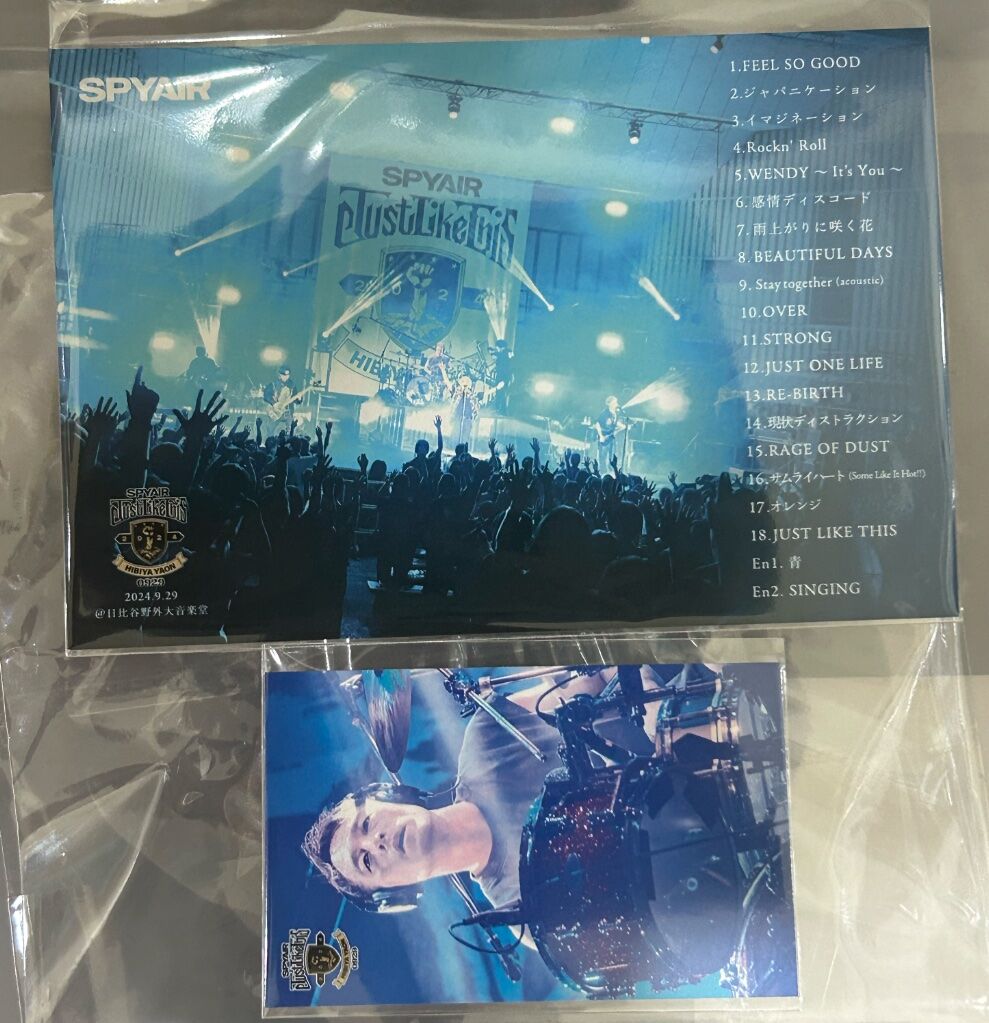 SPYAIR
SPYAIR
JustLikeThis
2024
HIBIY
1.FEEL SO GOOD
2.ジャパニケーション
3.イマジネーション
4.Rockn' Roll
5.WENDY ～ It's You ～
6.感情ディスコード
7.雨上がりに咲く花
8.BEAUTIFUL DAYS
9. Stay together (acoustic)
10.OVER
11.STRONG
12.JUST ONE LIFE
13.RE-BIRTH
14.現状ディストラクション
15.RAGE OF DUST
16.サムライハート (Some Like It Hot!!)
17.オレンジ
18.JUST LIKE THIS
En1. 青
En2. SINGING
SPYAIR
JustLikeThis
2024
HIBIYA YAON
0929
2024.9.29
@日比谷野外大音楽堂
SPYAIR
JustLikeThis
HIBIYA YAON
0929